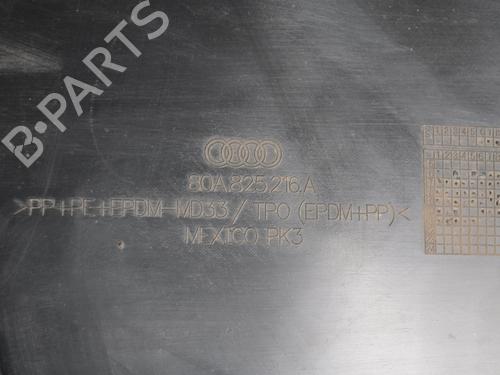 B-PARTS
80A.825.216.A
>PP+PE+EPDM-MD33/TPO (EPDM+PP)<
MEXICO PK3